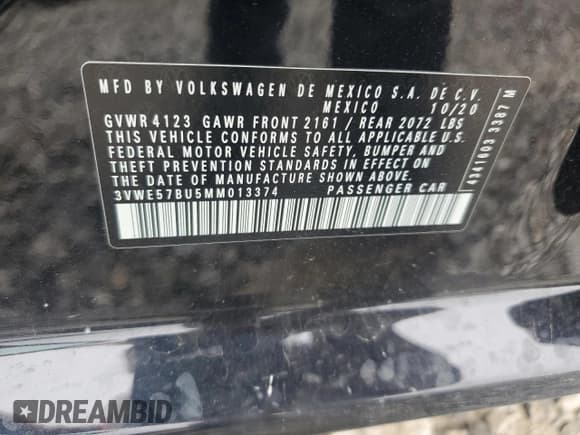 MFD BY VOLKSWAGEN DE MEXICO S.A. DE C.V.
MEXICO 10/20
GVWR 4123 GAWR FRONT 2161 / REAR 2072 LBS
THIS VEHICLE CONFORMS TO ALL APPLICABLE U.S.
FEDERAL MOTOR VEHICLE SAFETY, BUMPER AND
THEFT PREVENTION STANDARDS IN EFFECT ON
THE DATE OF MANUFACTURE SHOWN ABOVE.
3VWE57BU5MM013374 PASSENGER CAR
4341603 3387 M
DREAMBID